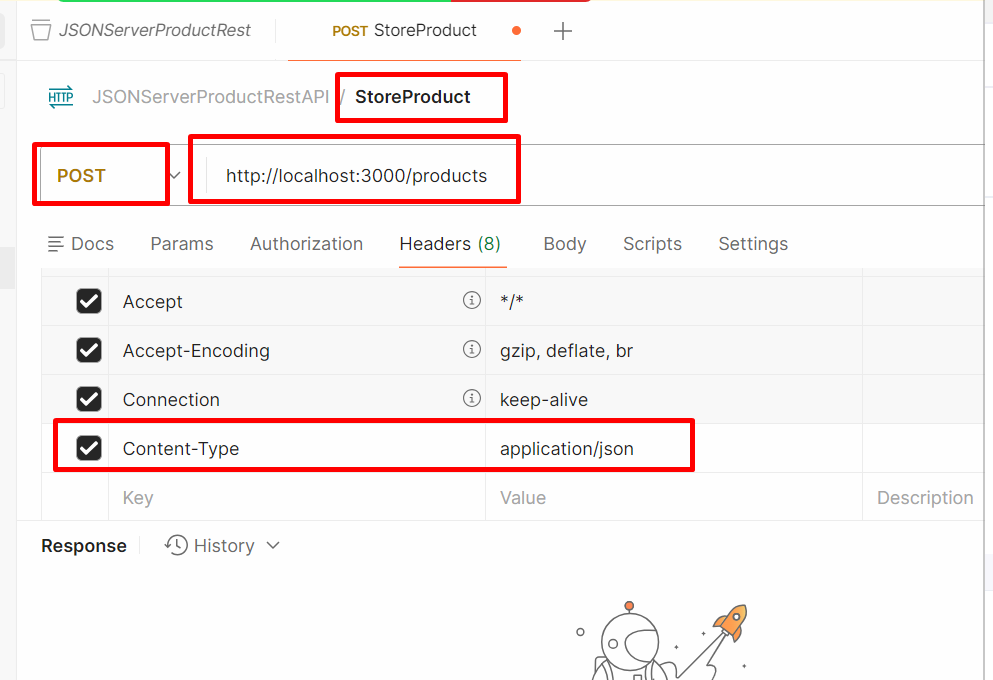 JSONServerProductRest POST StoreProduct
HTTP JSONServerProductRestAPI / StoreProduct
POST http://localhost:3000/products
Docs Params Authorization Headers (8) Body Scripts Settings
Accept */*
Accept-Encoding gzip, deflate, br
Connection keep-alive
Content-Type application/json
Key Value Description
Response History